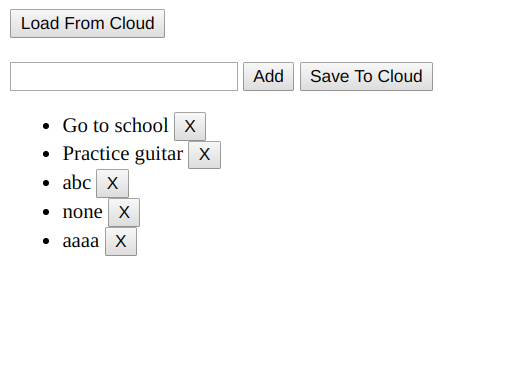 Load From Cloud
Add Save To Cloud
Go to school X
Practice guitar X
abc X
none X
aaaa X